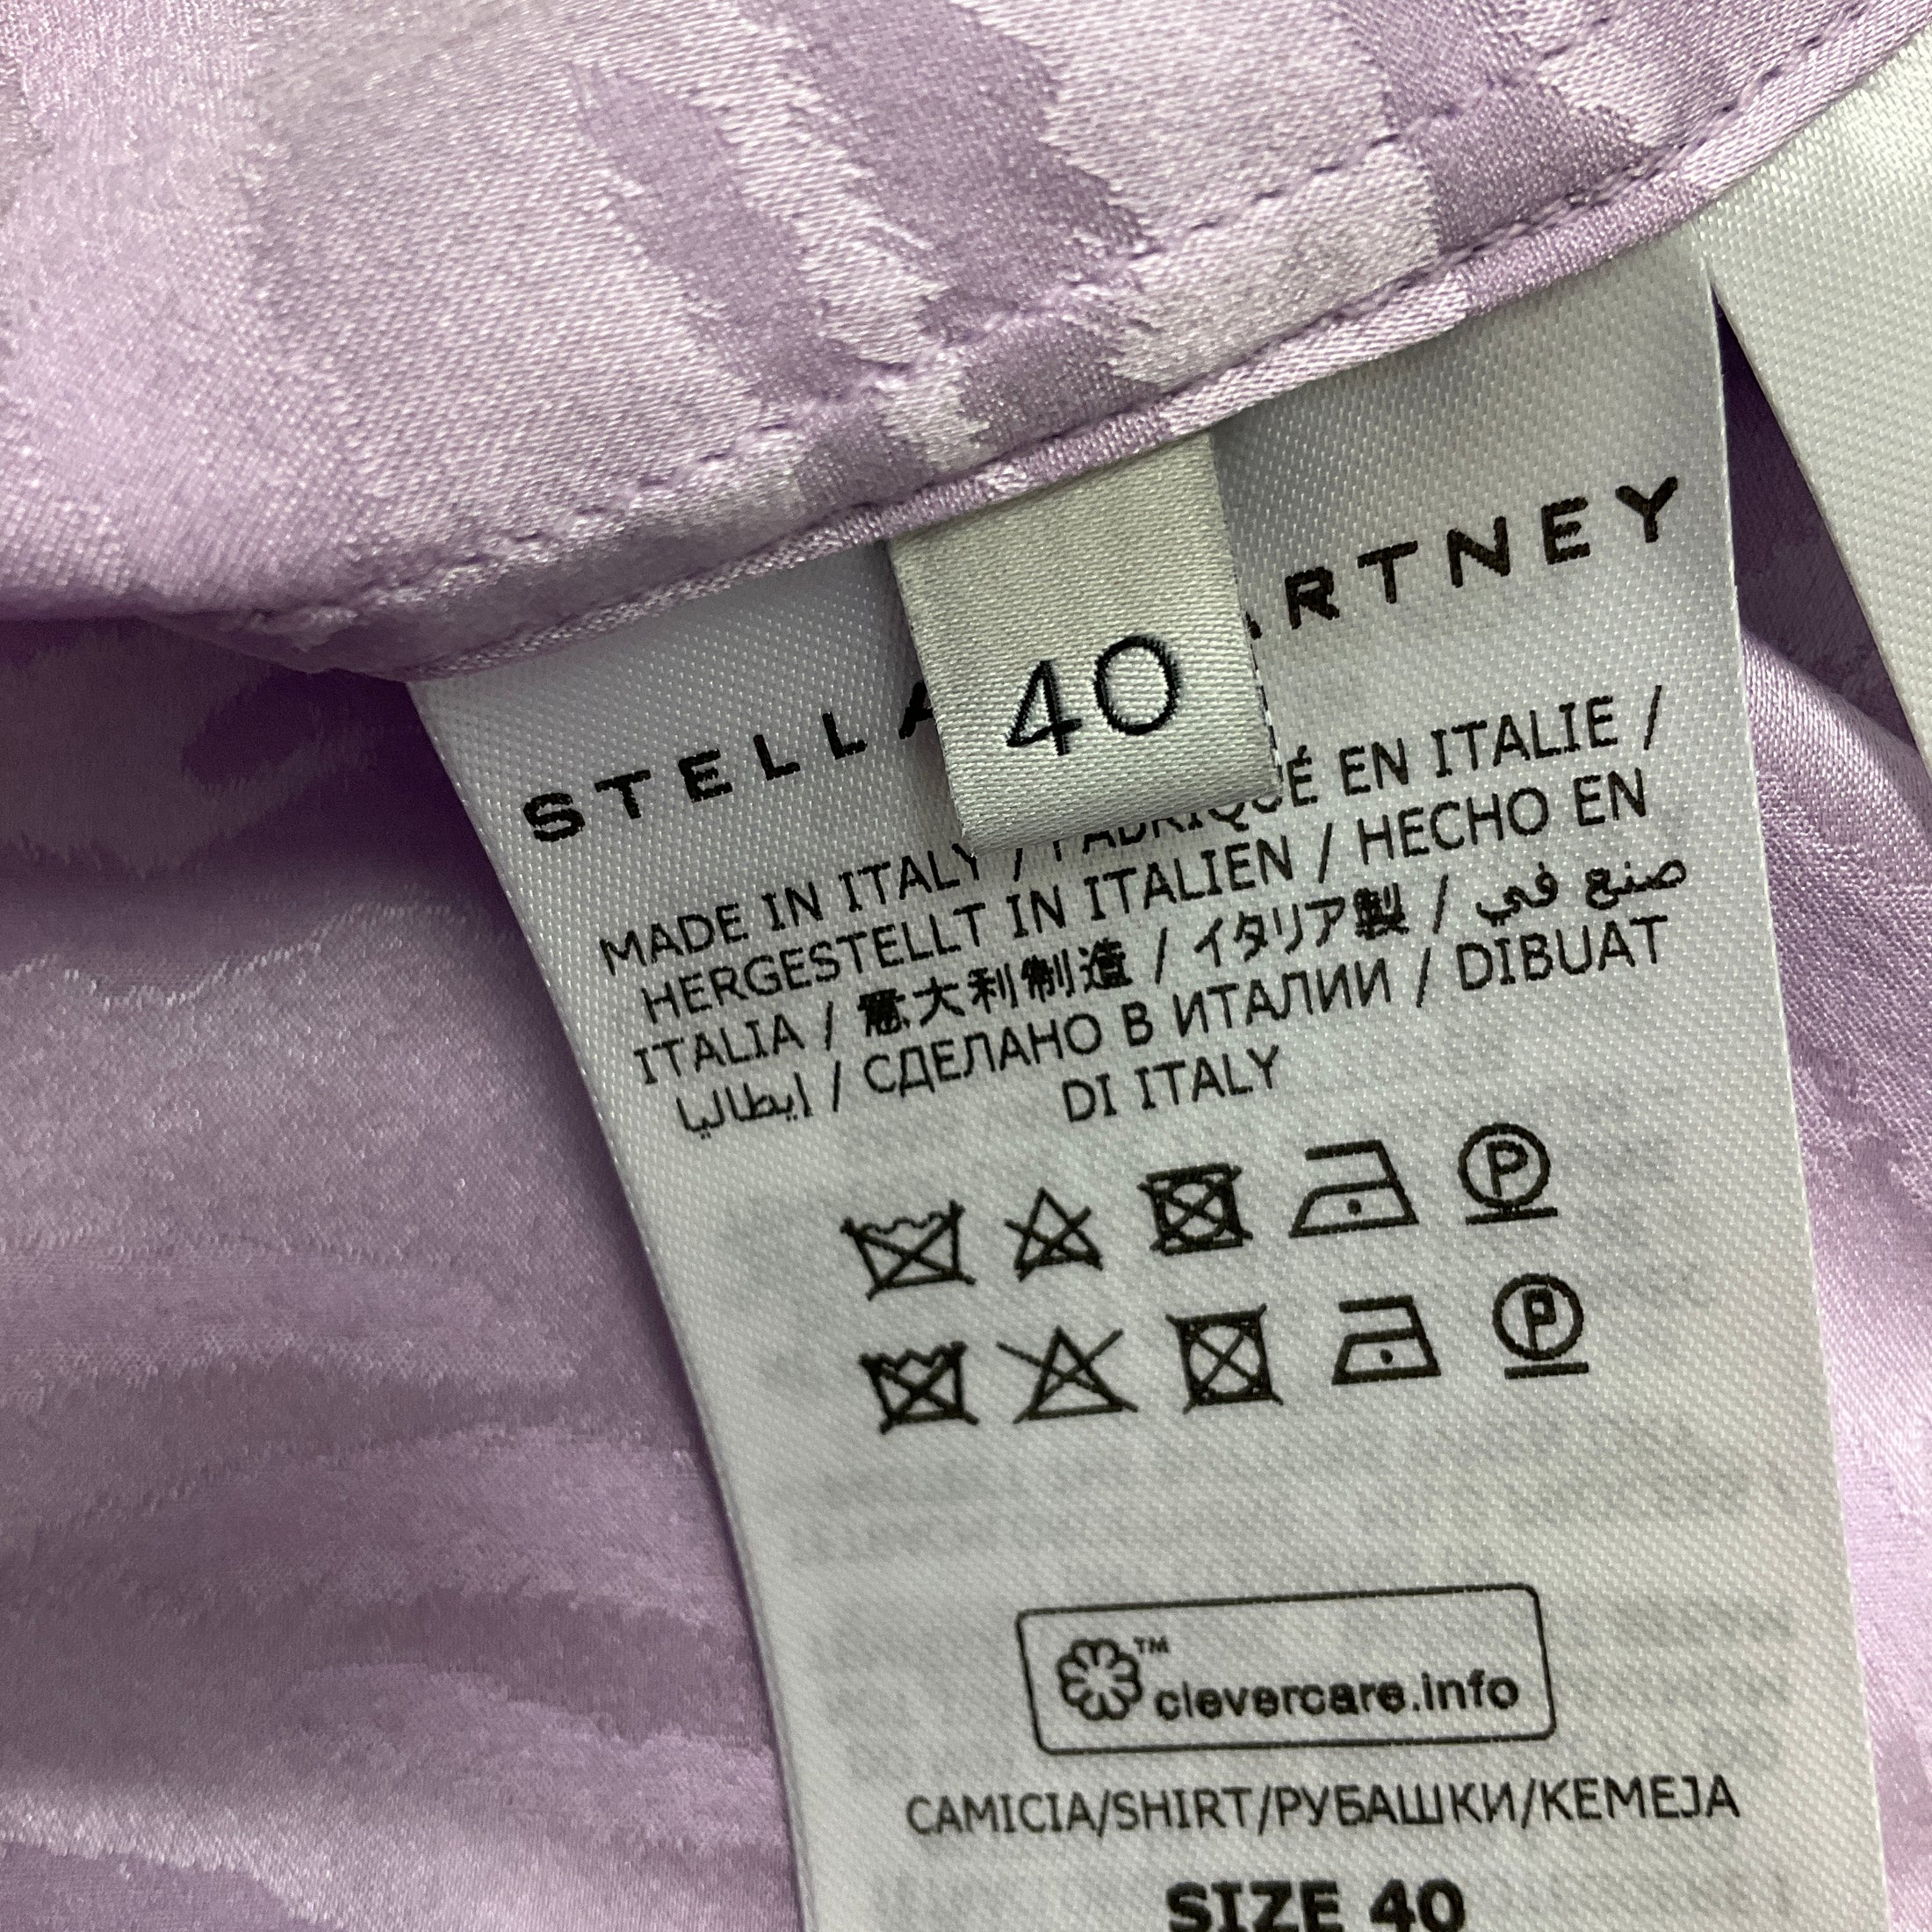 40
STELLA RTNEY
MADE IN ITALY / FABRIQUÉ EN ITALIE /
HERGESTELLT IN ITALIEN / HECHO EN
ITALIA / 意大利制造 / イタリア製 / صنع في
ايطاليا / СДЕЛАНО В ИТАЛИИ / DIBUAT
DI ITALY
P
P
™
clevercare.info
CAMICIA/SHIRT/РУБАШКИ/KEMEJA
SIZE 40